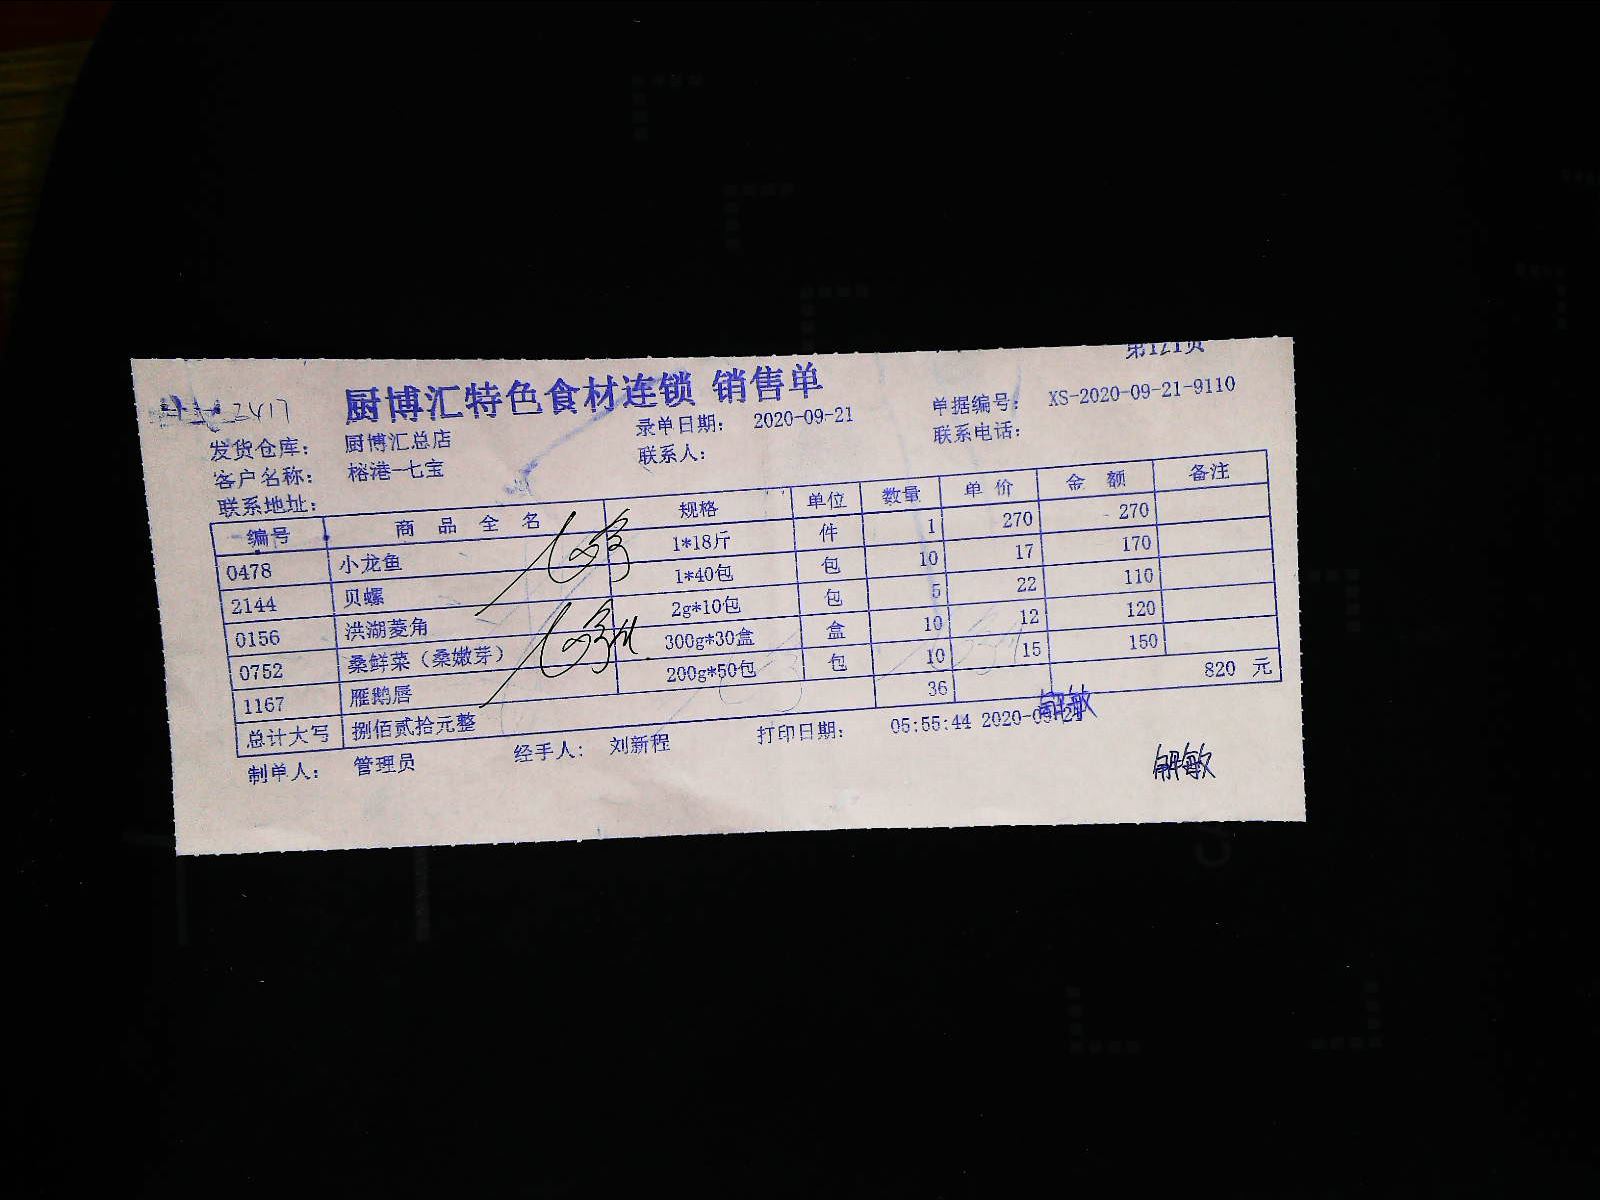 第1/1页
厨博汇特色食材连锁 销售单
2417
发货仓库： 厨博汇总店 录单日期： 2020-09-21 单据编号： XS-2020-09-21-9110
客户名称： 榕港一七宝 联系人： 联系电话：
联系地址：
编号 商品全名 规格 单位 数量 单价 金额 备注
0478 小龙鱼 1*18斤 件 1 270 270
2144 贝螺 1*40包 包 10 17 170
0156 洪湖菱角 2g*10包 包 5 22 110
0752 桑鲜菜（桑嫩芽） 300g*30盒 盒 10 12 120
1167 雁鹅唇 200g*50包 包 10 15 150
总计大写 捌佰贰拾元整 36 820 元
制单人： 管理员 经手人： 刘新程 打印日期： 05:55:44 2020-09-21
解敏
解敏